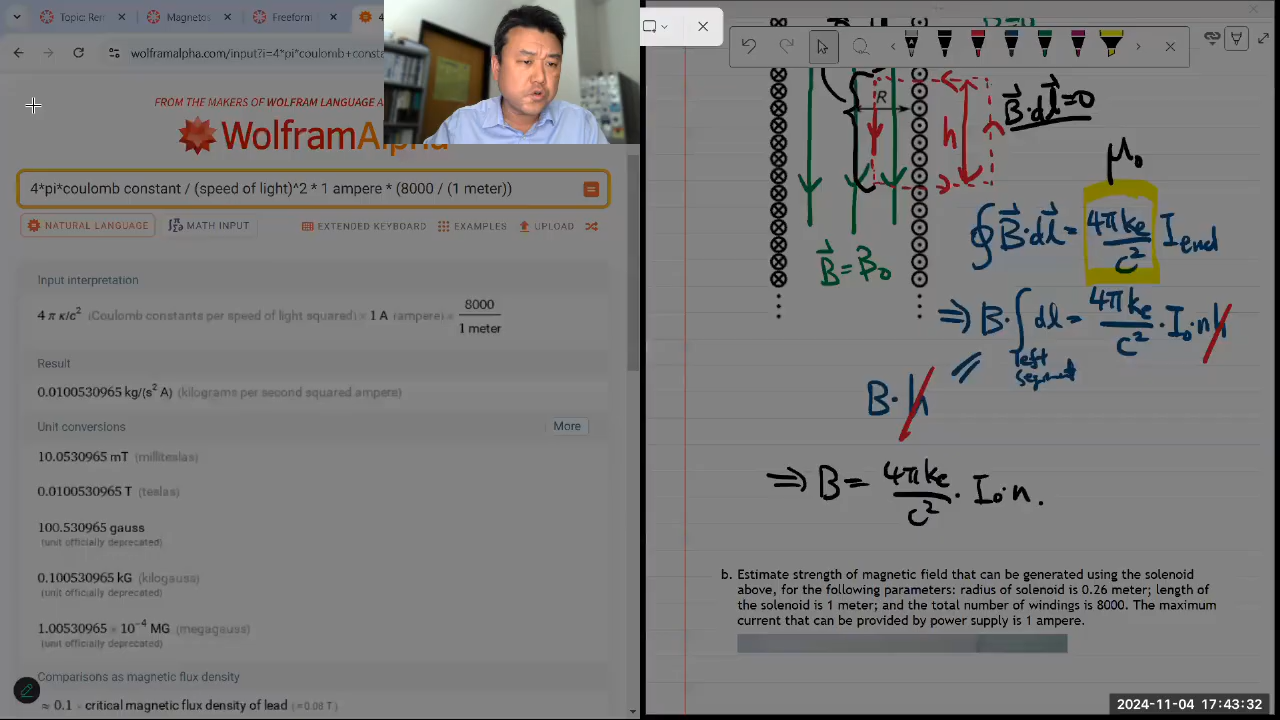 Topic: Ren
Magnetos
Freeform
4
wolframalpha.com/input?i=4*pi*coulomb+consta
FROM THE MAKERS OF WOLFRAM LANGUAGE A
WolframAlpha
4*pi*coulomb constant / (speed of light)^2 * 1 ampere * (8000 / (1 meter))
NATURAL LANGUAGE
MATH INPUT
EXTENDED KEYBOARD
EXAMPLES
UPLOAD
Input interpretation
4 π κ/c² (Coulomb constants per speed of light squared) × 1 A (ampere) × 8000 / 1 meter
Result
0.0100530965 kg/(s² A) (kilograms per second squared ampere)
Unit conversions
More
10.0530965 mT (milliteslas)
0.0100530965 T (teslas)
100.530965 gauss
(unit officially deprecated)
0.100530965 kG (kilogauss)
(unit officially deprecated)
1.00530965 × 10⁻⁴ MG (megagauss)
(unit officially deprecated)
Comparisons as magnetic flux density
≈ 0.1 × critical magnetic flux density of lead (≈ 0.08 T)
R
h
B⃗·dl⃗=0
μ₀
∮B⃗·dl⃗ = 4πkₑ/c² I encl
B⃗ = B₀
⇒ B·∫ dl = 4πkₑ/c² · I₀·nh
left
segment
B·h
⇒ B = 4πkₑ/c² · I₀·n.
b. Estimate strength of magnetic field that can be generated using the solenoid
above, for the following parameters: radius of solenoid is 0.26 meter; length of
the solenoid is 1 meter; and the total number of windings is 8000. The maximum
current that can be provided by power supply is 1 ampere.
2024-11-04 17:43:32